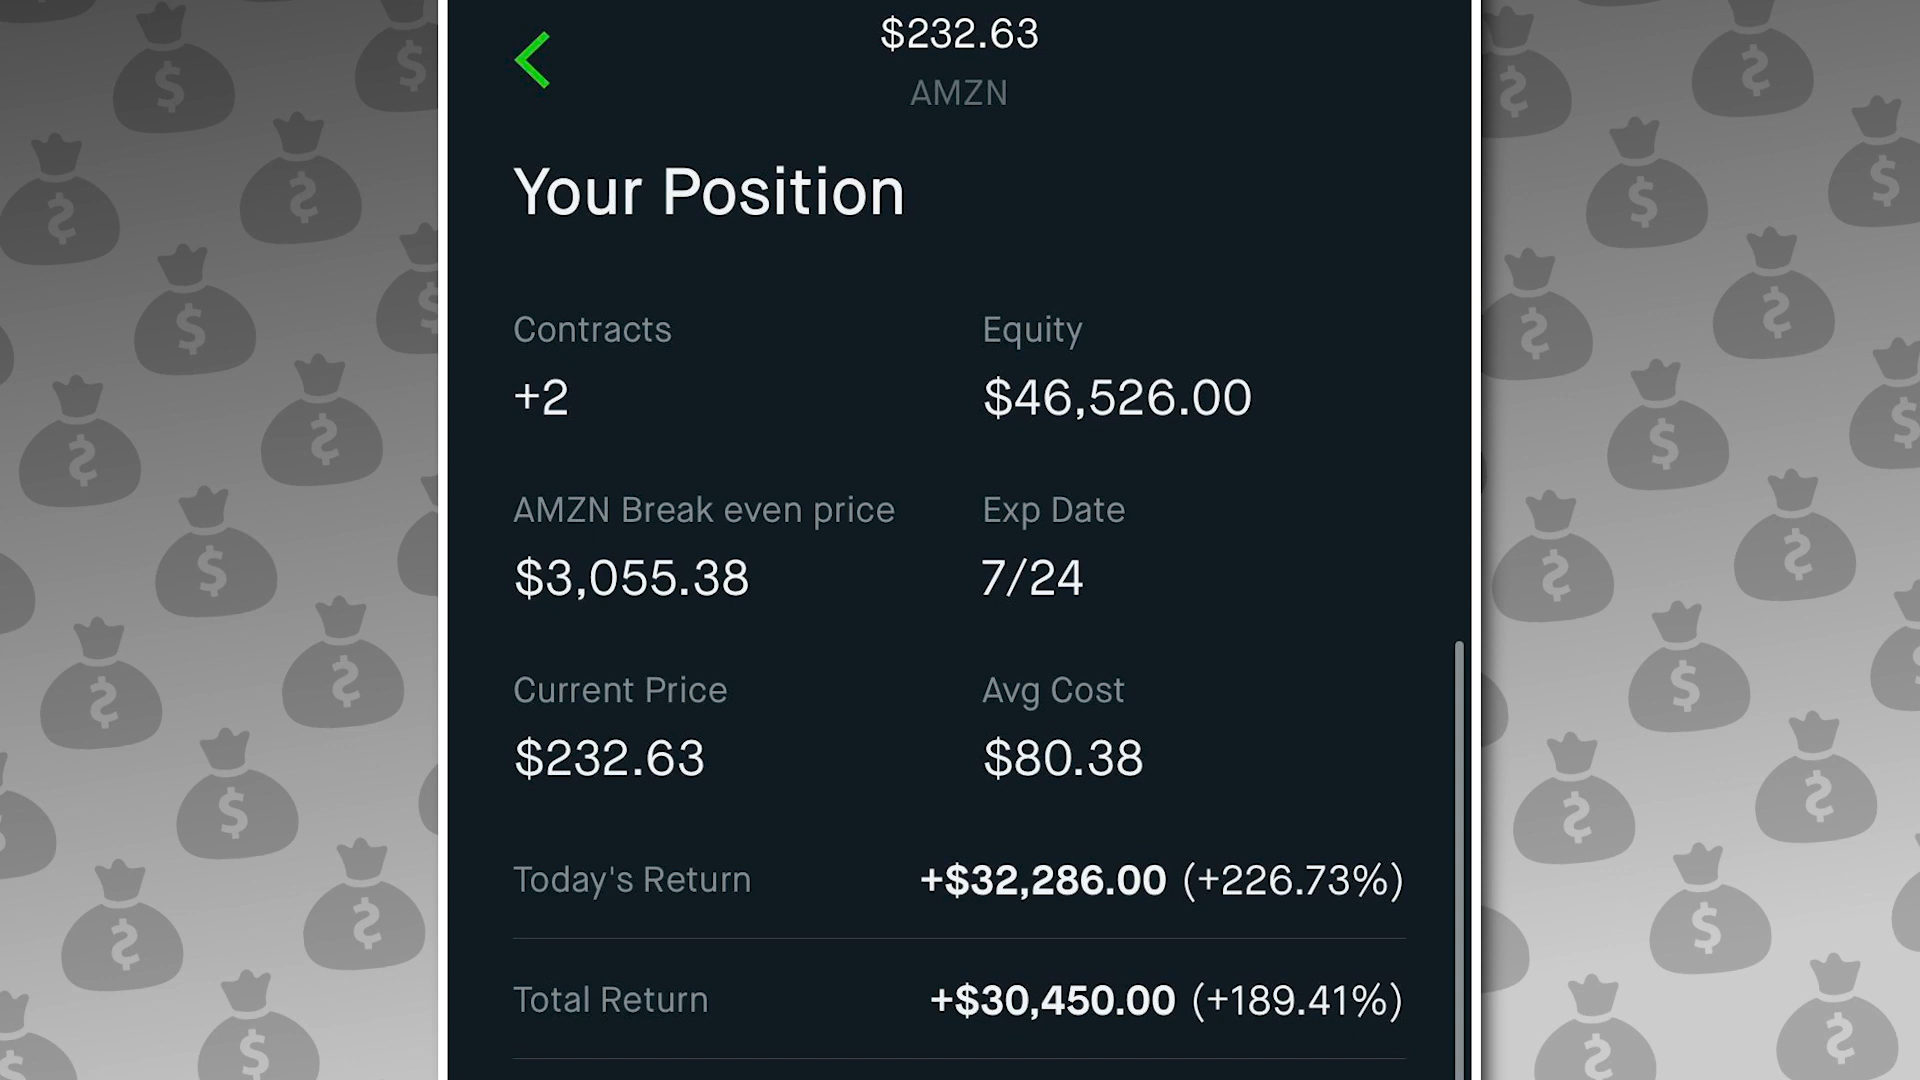 $232.63
AMZN
Your Position
Contracts
Equity
+2
$46,526.00
AMZN Break even price
Exp Date
$3,055.38
7/24
Current Price
Avg Cost
$232.63
$80.38
Today's Return +$32,286.00 (+226.73%)
Total Return +$30,450.00 (+189.41%)